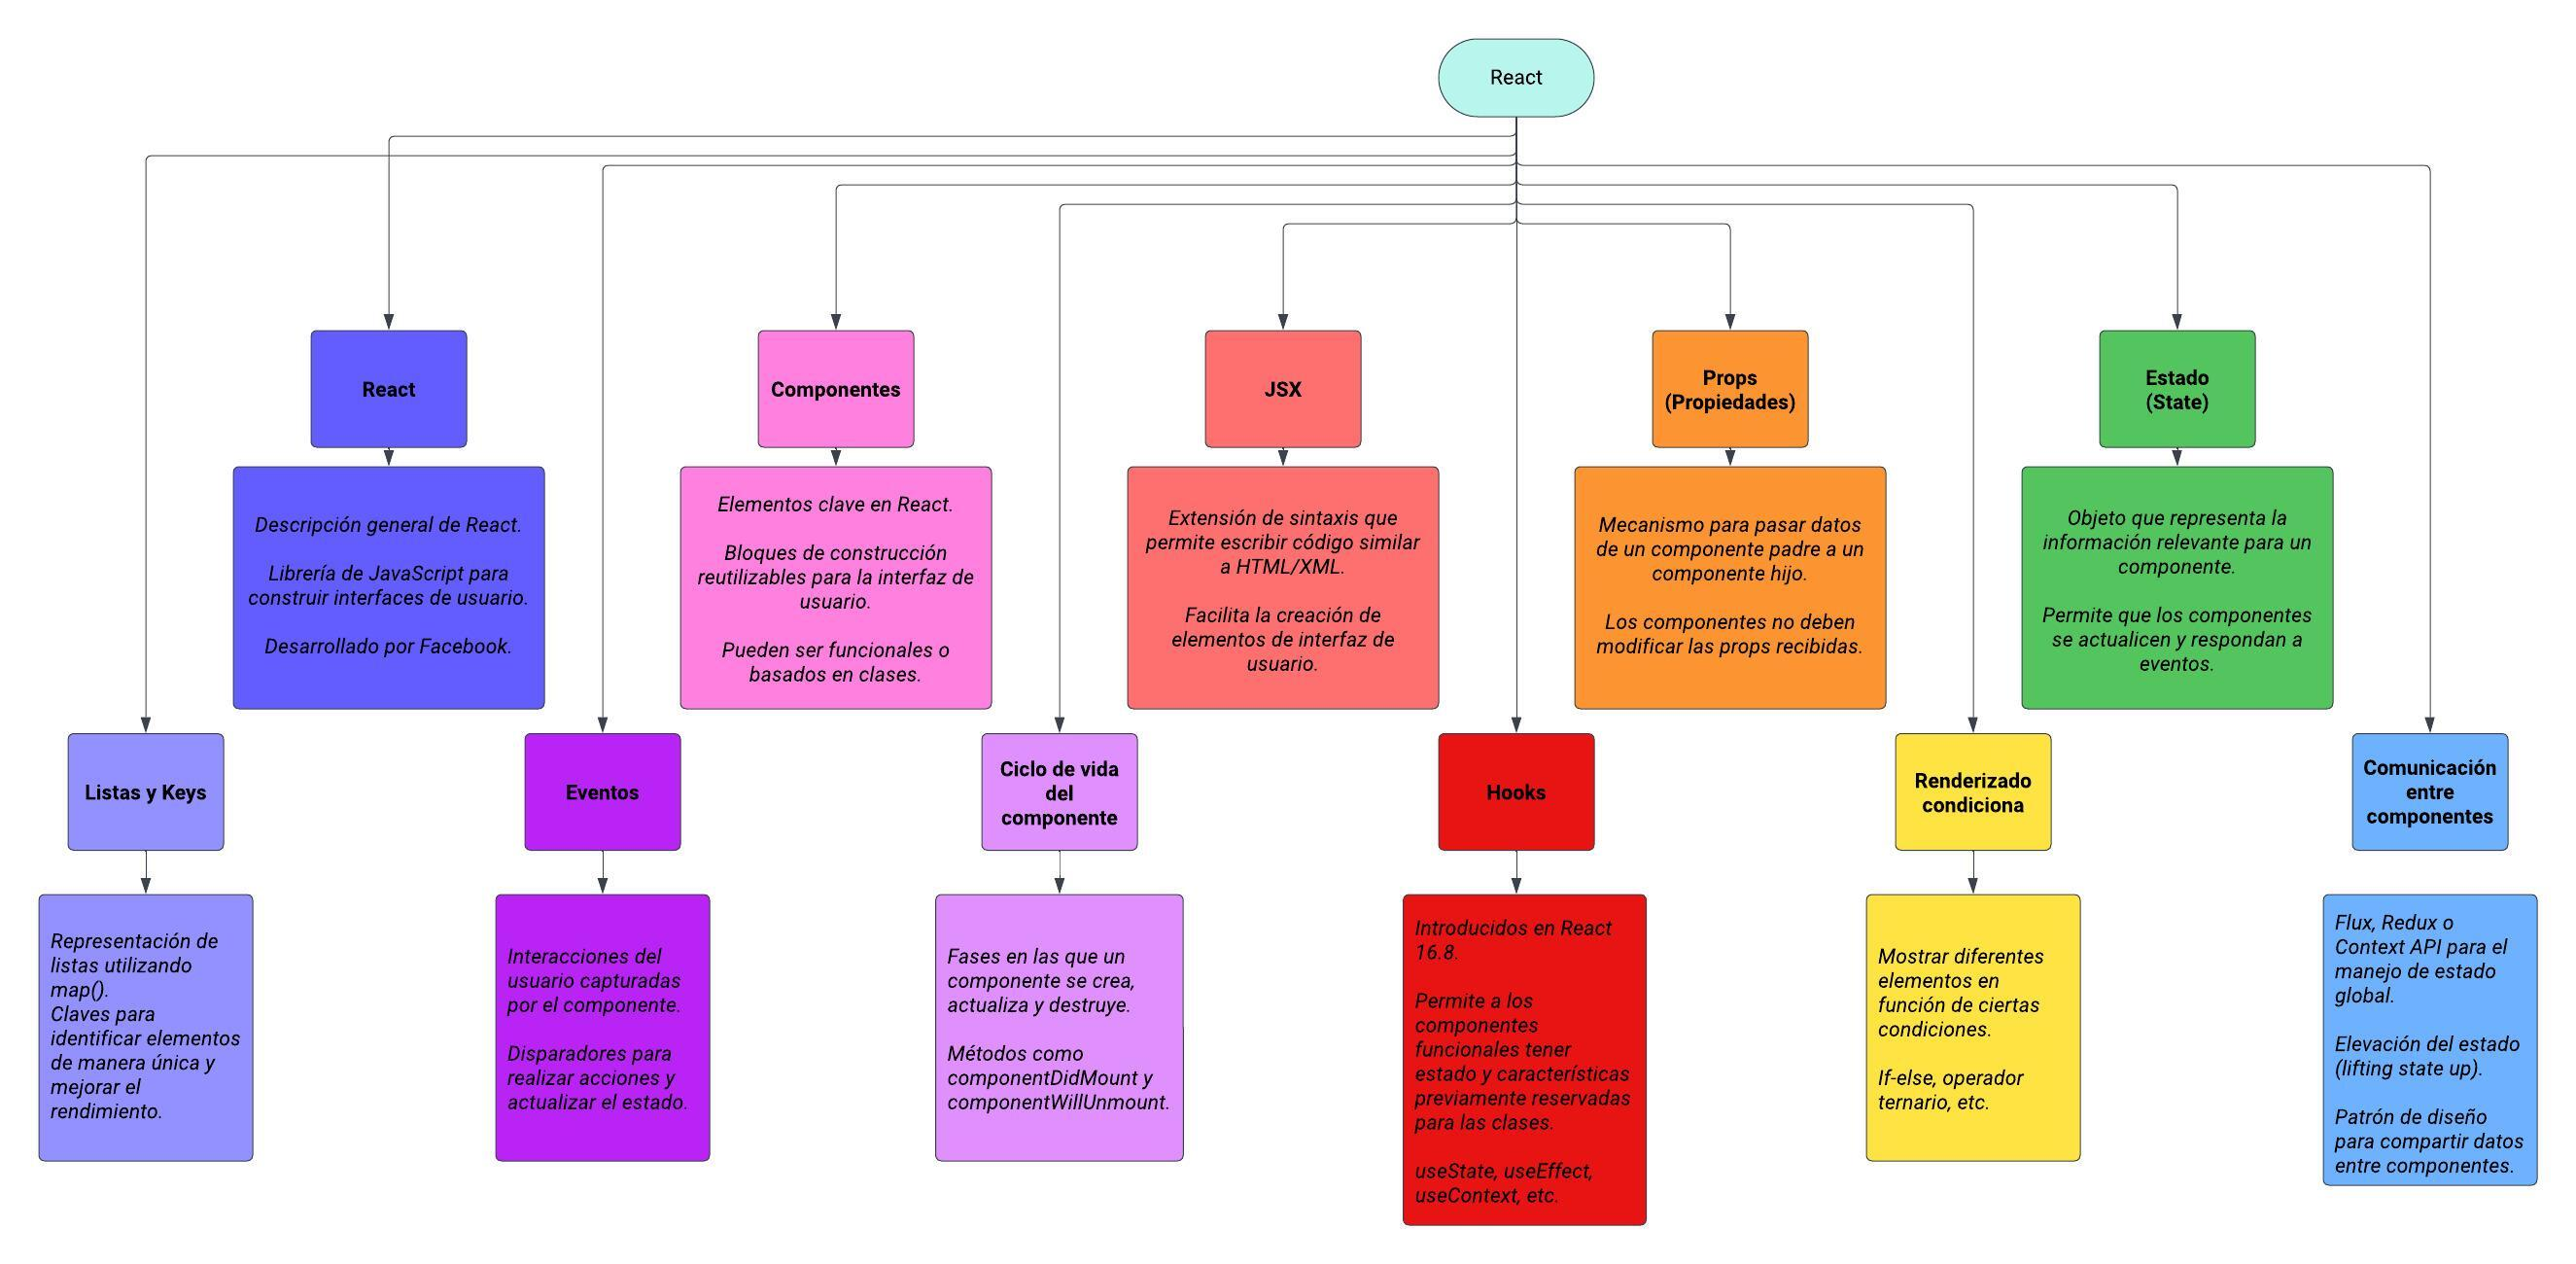 React
React
Descripción general de React.
Librería de JavaScript para
construir interfaces de usuario.
Desarrollado por Facebook.
Componentes
Elementos clave en React.
Bloques de construcción
reutilizables para la interfaz de
usuario.
Pueden ser funcionales o
basados en clases.
JSX
Extensión de sintaxis que
permite escribir código similar
a HTML/XML.
Facilita la creación de
elementos de interfaz de
usuario.
Props
(Propiedades)
Mecanismo para pasar datos
de un componente padre a un
componente hijo.
Los componentes no deben
modificar las props recibidas.
Estado
(State)
Objeto que representa la
información relevante para un
componente.
Permite que los componentes
se actualicen y respondan a
eventos.
Listas y Keys
Representación de
listas utilizando
map().
Claves para
identificar elementos
de manera única y
mejorar el
rendimiento.
Eventos
Interacciones del
usuario capturadas
por el componente.
Disparadores para
realizar acciones y
actualizar el estado.
Ciclo de vida
del
componente
Fases en las que un
componente se crea,
actualiza y destruye.
Métodos como
componentDidMount y
componentWillUnmount.
Hooks
Introducidos en React
16.8.
Permite a los
componentes
funcionales tener
estado y características
previamente reservadas
para las clases.
useState, useEffect,
useContext, etc.
Renderizado
condiciona
Mostrar diferentes
elementos en
función de ciertas
condiciones.
If-else, operador
ternario, etc.
Comunicación
entre
componentes
Flux, Redux o
Context API para el
manejo de estado
global.
Elevación del estado
(lifting state up).
Patrón de diseño
para compartir datos
entre componentes.